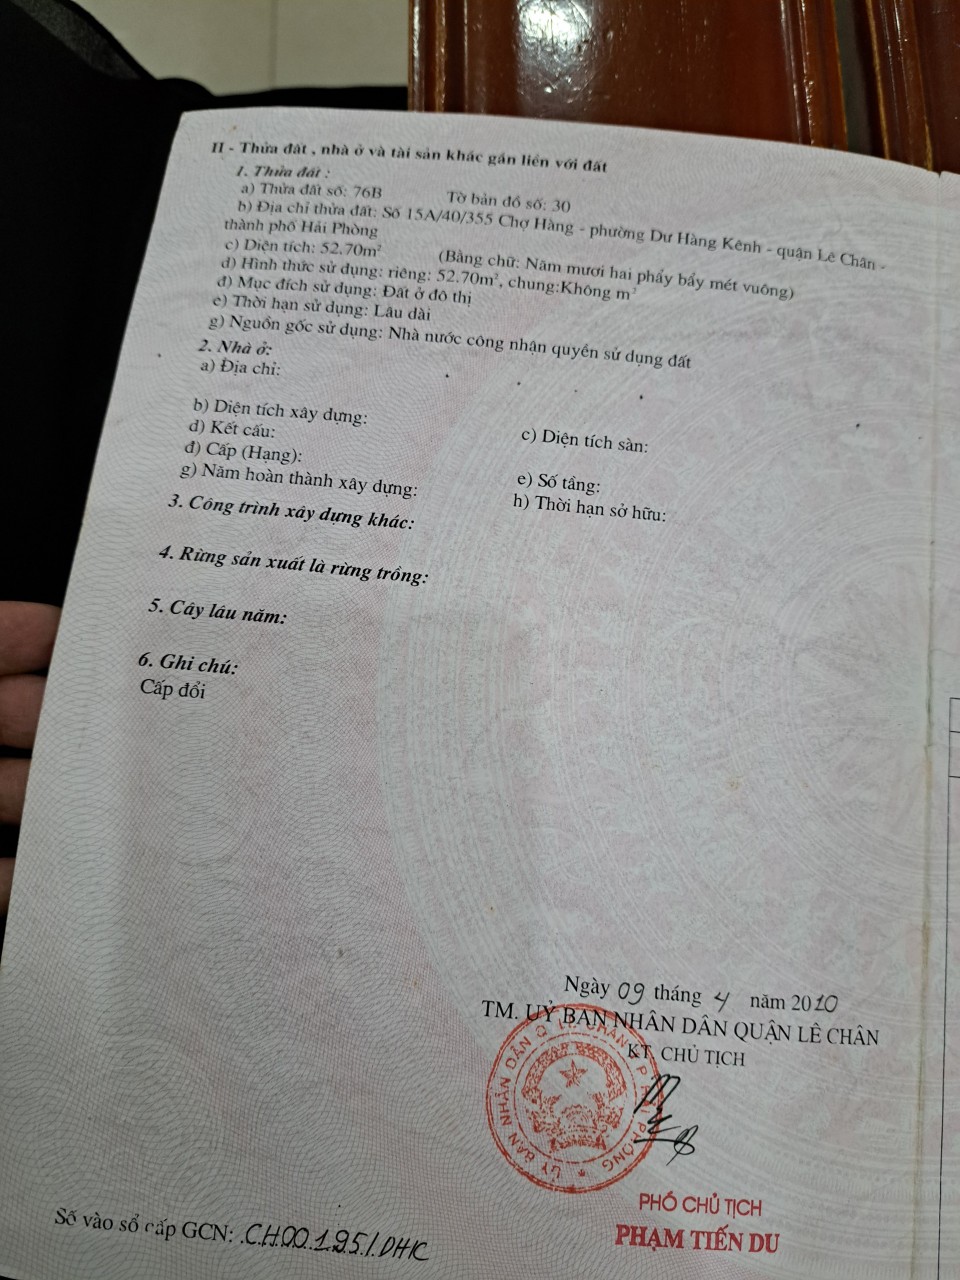 II - Thửa đất , nhà ở và tài sản khác gắn liền với đất
1. Thửa đất :
a) Thửa đất số: 76B Tờ bản đồ số: 30
b) Địa chỉ thửa đất: Số 15A/40/355 Chợ Hàng - phường Dư Hàng Kênh - quận Lê Chân -
thành phố Hải Phòng
c) Diện tích: 52.70m² (Bằng chữ: Năm mươi hai phẩy bẩy mét vuông)
d) Hình thức sử dụng: riêng: 52.70m², chung:Không m²
đ) Mục đích sử dụng: Đất ở đô thị
e) Thời hạn sử dụng: Lâu dài
g) Nguồn gốc sử dụng: Nhà nước công nhận quyền sử dụng đất
2. Nhà ở:
a) Địa chỉ:
b) Diện tích xây dựng: c) Diện tích sàn:
d) Kết cấu:
đ) Cấp (Hạng): e) Số tầng:
g) Năm hoàn thành xây dựng: h) Thời hạn sở hữu:
3. Công trình xây dựng khác:
4. Rừng sản xuất là rừng trồng:
5. Cây lâu năm:
6. Ghi chú:
Cấp đổi
Ngày 09 tháng 4 năm 2010
TM. UỶ BAN NHÂN DÂN QUẬN LÊ CHÂN
KT CHỦ TỊCH
PHÓ CHỦ TỊCH
PHẠM TIẾN DU
Số vào sổ cấp GCN: CH00195/DHK